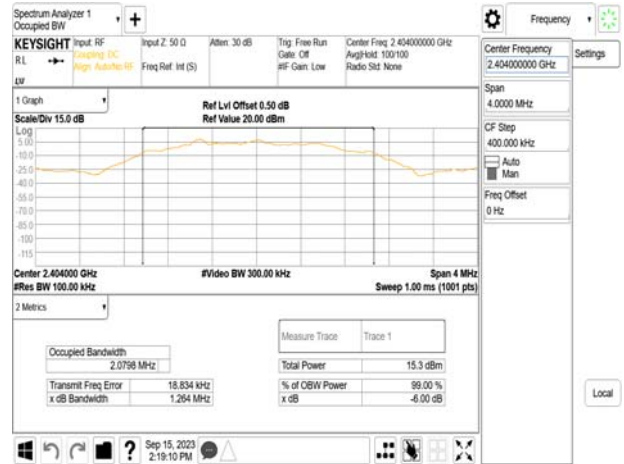 Spectrum Analyzer 1
Occupied BW
+
Frequency
KEYSIGHT
Input: RF
Coupling: DC
Align: Auto/No RF
Input Z: 50 Ω
Freq Ref: Int (S)
Atten: 30 dB
Trig: Free Run
Gate: Off
#IF Gain: Low
Center Freq: 2.404000000 GHz
Avg|Hold: 100/100
Radio Std: None
RL
Center Frequency
2.404000000 GHz
Settings
Span
4.0000 MHz
CF Step
400.000 kHz
Auto
Man
Freq Offset
0 Hz
1 Graph
Scale/Div 15.0 dB
Ref Lvl Offset 0.50 dB
Ref Value 20.00 dBm
Log
5.00
-10.0
-25.0
-40.0
-55.0
-70.0
-85.0
-100
-115
Center 2.404000 GHz
#Res BW 100.00 kHz
#Video BW 300.00 kHz
Span 4 MHz
Sweep 1.00 ms (1001 pts)
2 Metrics
Measure Trace
Trace 1
Occupied Bandwidth
2.0798 MHz
Total Power
15.3 dBm
Transmit Freq Error
18.834 kHz
% of OBW Power
99.00 %
x dB Bandwidth
1.264 MHz
x dB
-6.00 dB
Local
?
Sep 15, 2023
2:19:10 PM